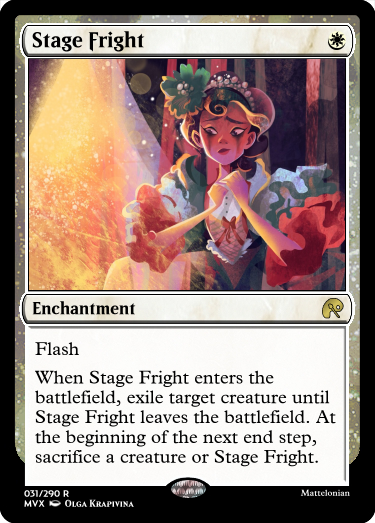 Stage Fright
Enchantment
Flash
When Stage Fright enters the
battlefield, exile target creature until
Stage Fright leaves the battlefield. At
the beginning of the next end step,
sacrifice a creature or Stage Fright.
031/290 R
MVX Olga Krapivina
Mattelonian